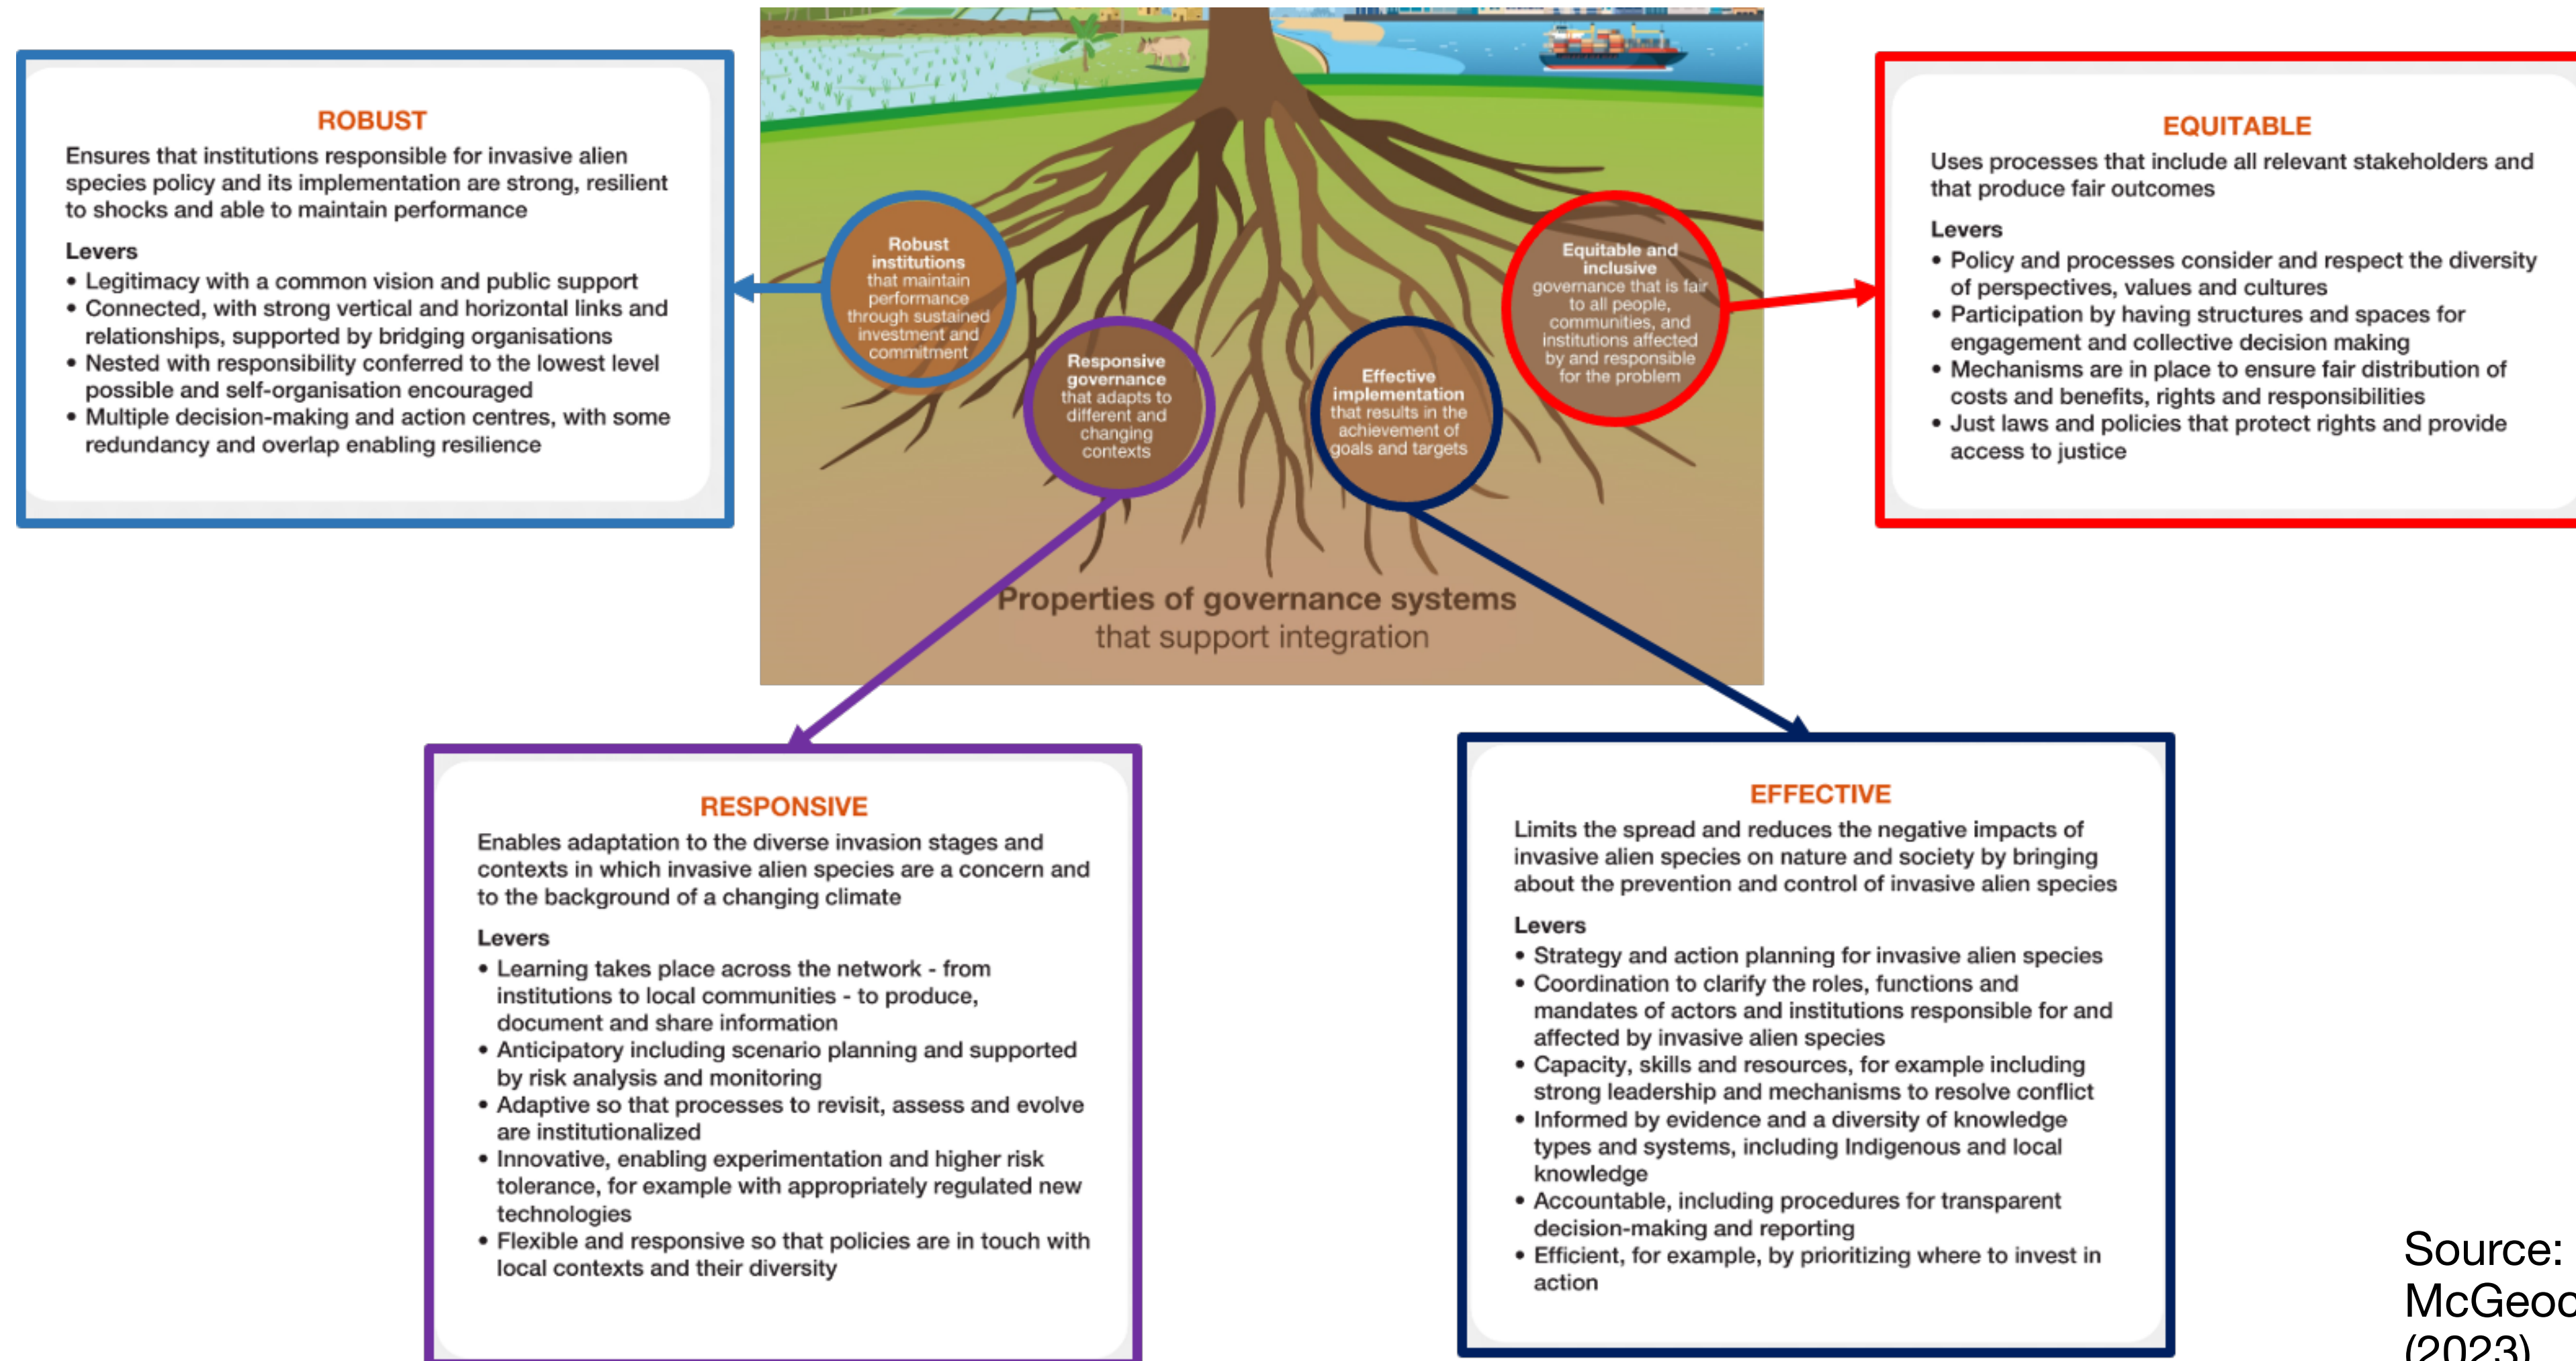 ROBUST
Ensures that institutions responsible for invasive alien
species policy and its implementation are strong, resilient
to shocks and able to maintain performance
Levers
• Legitimacy with a common vision and public support
• Connected, with strong vertical and horizontal links and
relationships, supported by bridging organisations
• Nested with responsibility conferred to the lowest level
possible and self-organisation encouraged
• Multiple decision-making and action centres, with some
redundancy and overlap enabling resilience
Robust
institutions
that maintain
performance
through sustained
investment and
commitment
Responsive
governance
that adapts to
different and
changing
contexts
Effective
implementation
that results in the
achievement of
goals and targets
Equitable and
inclusive
governance that is fair
to all people,
communities, and
institutions affected
by and responsible
for the problem
Properties of governance systems
that support integration
EQUITABLE
Uses processes that include all relevant stakeholders and
that produce fair outcomes
Levers
• Policy and processes consider and respect the diversity
of perspectives, values and cultures
• Participation by having structures and spaces for
engagement and collective decision making
• Mechanisms are in place to ensure fair distribution of
costs and benefits, rights and responsibilities
• Just laws and policies that protect rights and provide
access to justice
RESPONSIVE
Enables adaptation to the diverse invasion stages and
contexts in which invasive alien species are a concern and
to the background of a changing climate
Levers
• Learning takes place across the network - from
institutions to local communities - to produce,
document and share information
• Anticipatory including scenario planning and supported
by risk analysis and monitoring
• Adaptive so that processes to revisit, assess and evolve
are institutionalized
• Innovative, enabling experimentation and higher risk
tolerance, for example with appropriately regulated new
technologies
• Flexible and responsive so that policies are in touch with
local contexts and their diversity
EFFECTIVE
Limits the spread and reduces the negative impacts of
invasive alien species on nature and society by bringing
about the prevention and control of invasive alien species
Levers
• Strategy and action planning for invasive alien species
• Coordination to clarify the roles, functions and
mandates of actors and institutions responsible for and
affected by invasive alien species
• Capacity, skills and resources, for example including
strong leadership and mechanisms to resolve conflict
• Informed by evidence and a diversity of knowledge
types and systems, including Indigenous and local
knowledge
• Accountable, including procedures for transparent
decision-making and reporting
• Efficient, for example, by prioritizing where to invest in
action
Source:
(2023)